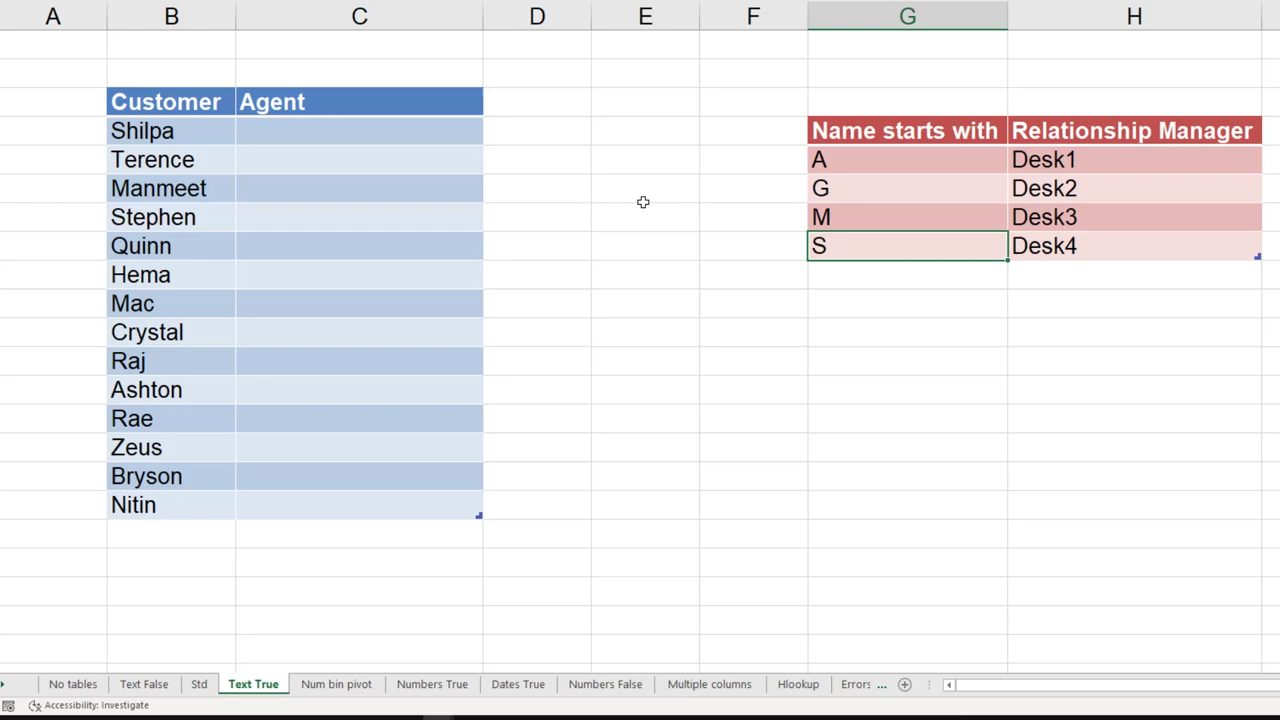 A B C D E F G H
Customer Agent
Shilpa
Terence
Manmeet
Stephen
Quinn
Hema
Mac
Crystal
Raj
Ashton
Rae
Zeus
Bryson
Nitin
Name starts with Relationship Manager
A Desk1
G Desk2
M Desk3
S Desk4
No tables Text False Std Text True Num bin pivot Numbers True Dates True Numbers False Multiple columns Hlookup Errors ...
Accessibility: Investigate